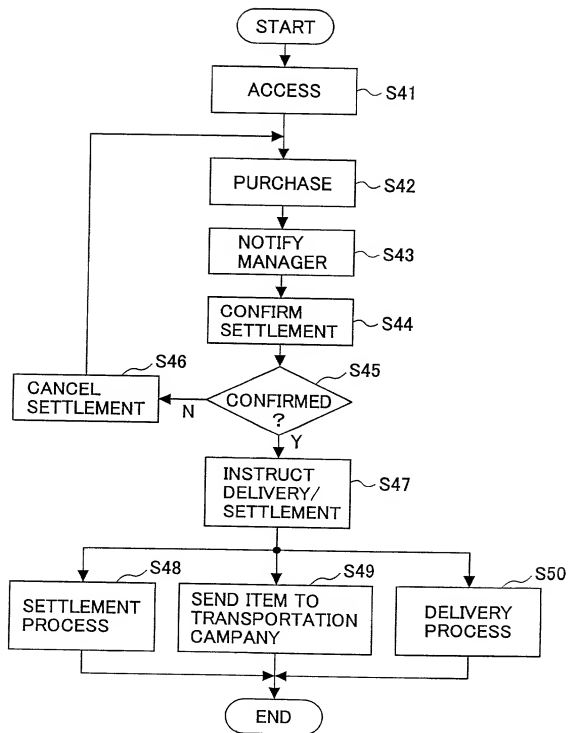 START
ACCESS
S41
PURCHASE
S42
NOTIFY
MANAGER
S43
CONFIRM
SETTLEMENT
S44
S46
CANCEL
SETTLEMENT
N
S45
CONFIRMED
?
Y
INSTRUCT
DELIVERY/
SETTLEMENT
S47
S48
SETTLEMENT
PROCESS
S49
SEND ITEM TO
TRANSPORTATION
CAMPANY
S50
DELIVERY
PROCESS
END